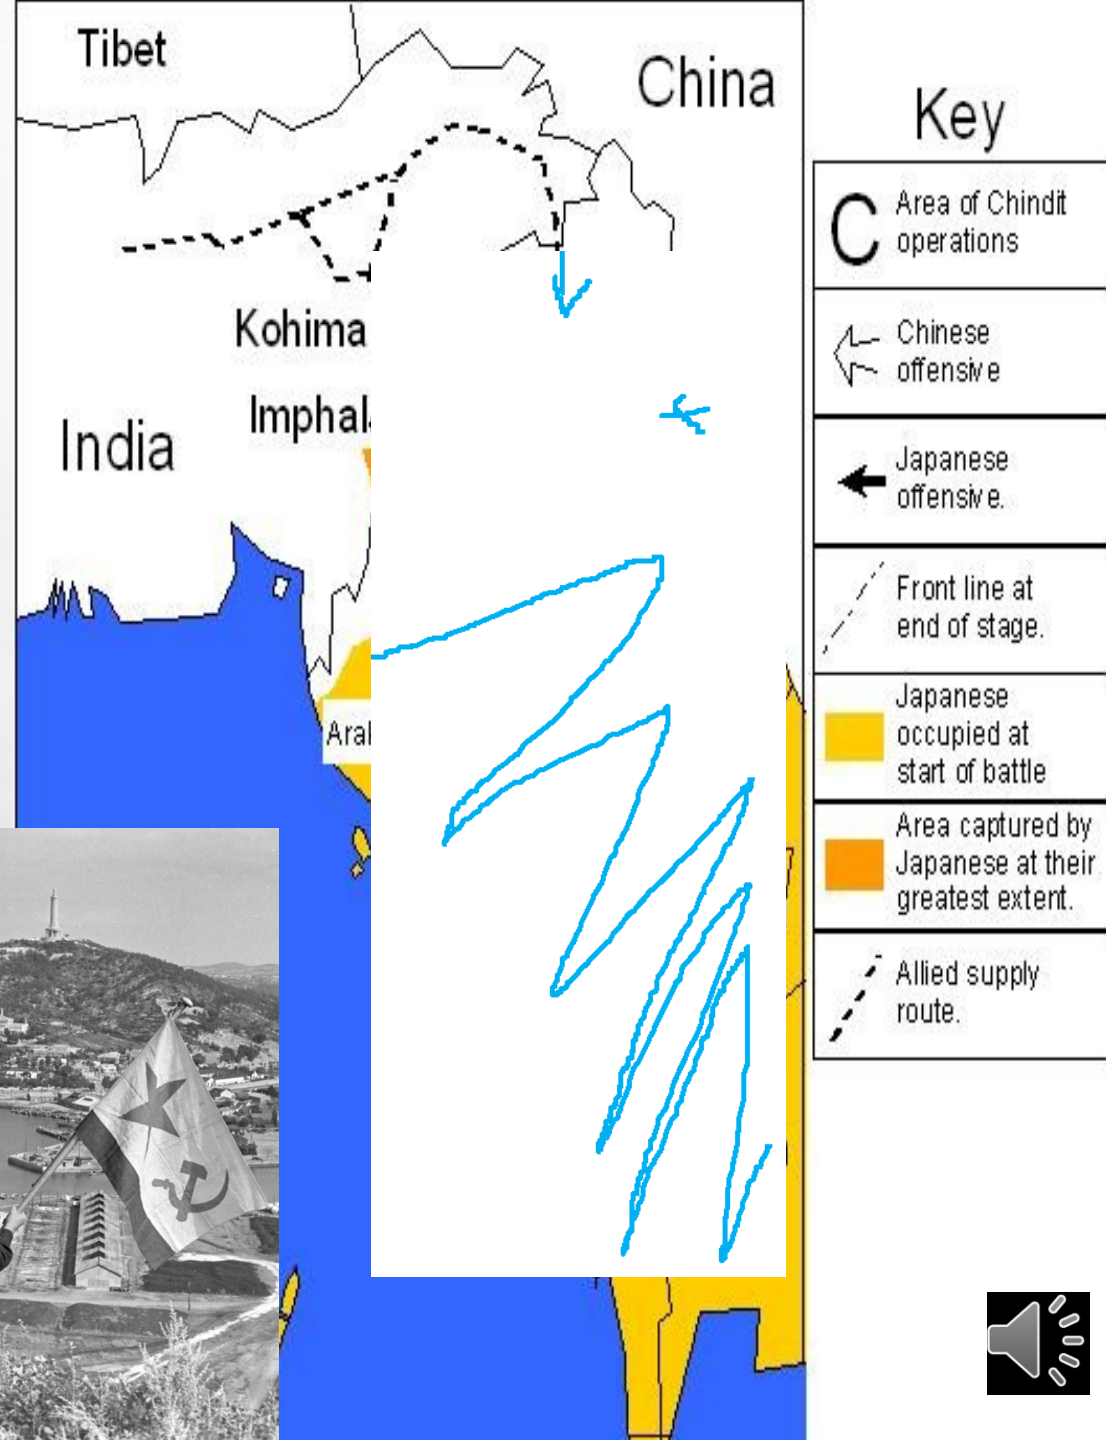 Tibet
China
Kohima
Imphal
India
Key
Area of Chindit
operations
Chinese
offensive
Japanese
offensive.
Front line at
end of stage.
Japanese
occupied at
start of battle
Area captured by
Japanese at their
greatest extent.
Allied supply
route.